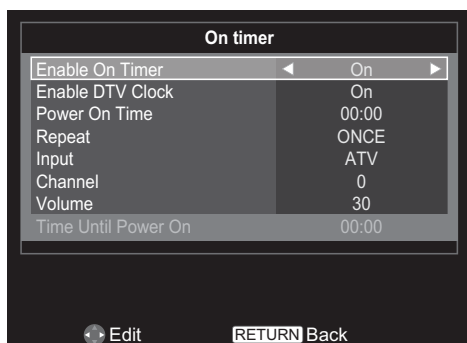 On timer
Enable On Timer On
Enable DTV Clock On
Power On Time 00:00
Repeat ONCE
Input ATV
Channel 0
Volume 30
Time Until Power On 00:00
Edit RETURN Back